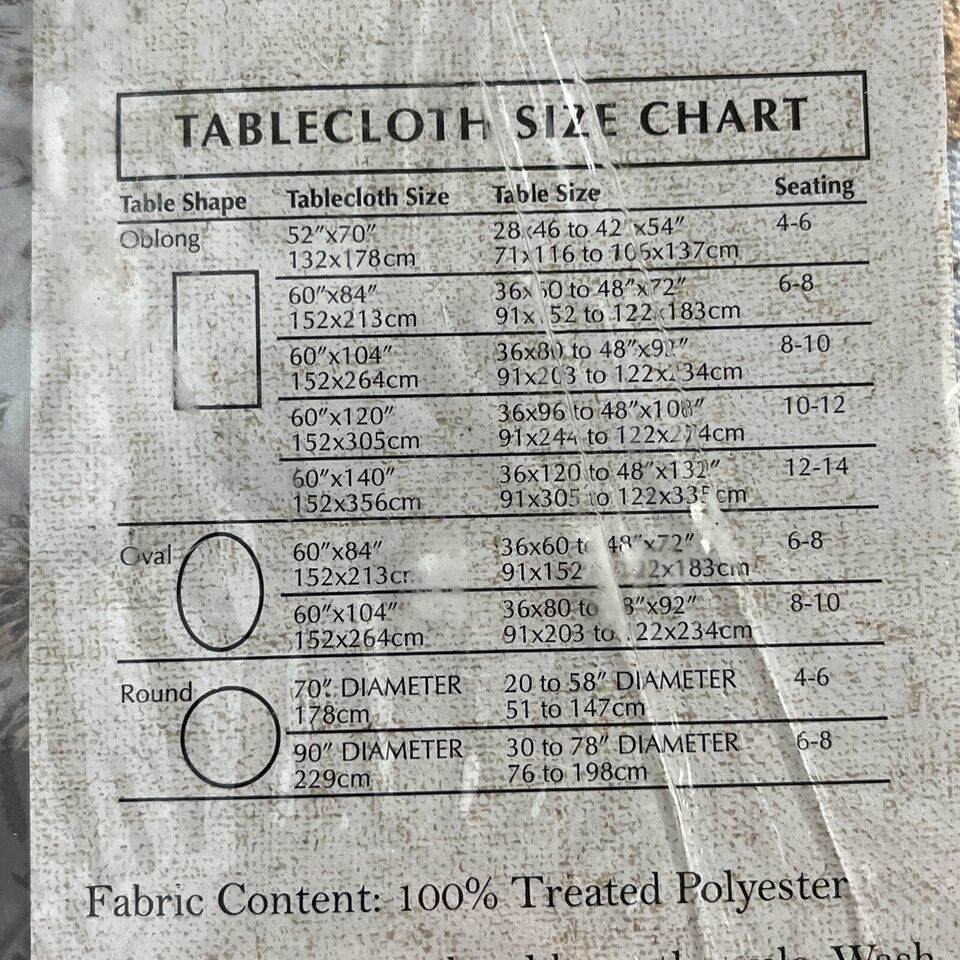 TABLECLOTH SIZE CHART
Table Shape Tablecloth Size Table Size Seating
Oblong 52"x70" 28x46 to 42"x54" 4-6
132x178cm 71x116 to 106x137cm
60"x84" 36x60 to 48"x72" 6-8
152x213cm 91x152 to 122x183cm
60"x104" 36x80 to 48"x92" 8-10
152x264cm 91x203 to 122x234cm
60"x120" 36x96 to 48"x108" 10-12
152x305cm 91x244 to 122x274cm
60"x140" 36x120 to 48"x132" 12-14
152x356cm 91x305 to 122x335cm
Oval 60"x84" 36x60 to 48"x72" 6-8
152x213cm 91x152 122x183cm
60"x104" 36x80 to 48"x92" 8-10
152x264cm 91x203 to 122x234cm
Round 70" DIAMETER 20 to 58" DIAMETER 4-6
178cm 51 to 147cm
90" DIAMETER 30 to 78" DIAMETER 6-8
229cm 76 to 198cm
Fabric Content: 100% Treated Polyester
Wash